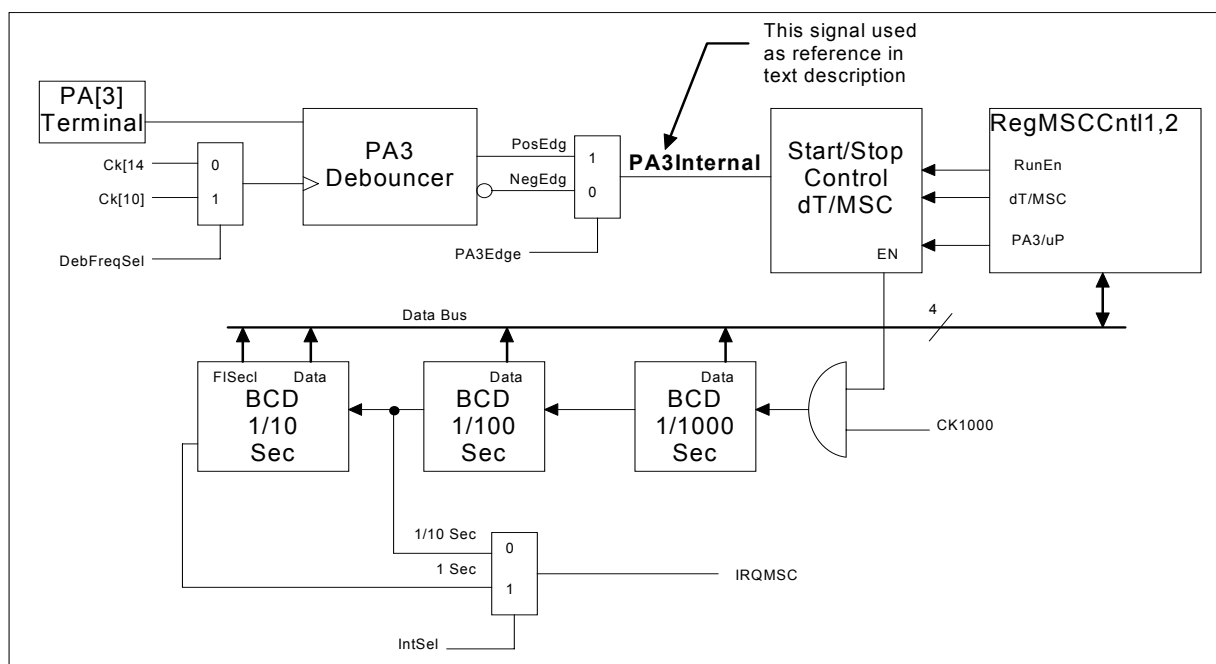 This signal used
as reference in
text description
PA[3]
Terminal
Ck[14
Ck[10]
0
1
DebFreqSel
PA3
Debouncer
PosEdg
NegEdg
1
0
PA3Edge
PA3Internal
Start/Stop
Control
dT/MSC
EN
RegMSCCntl1,2
RunEn
dT/MSC
PA3/uP
Data Bus
4
FlSecl
Data
BCD
1/10
Sec
Data
BCD
1/100
Sec
Data
BCD
1/1000
Sec
CK1000
1/10 Sec
1 Sec
0
1
IRQMSC
IntSel